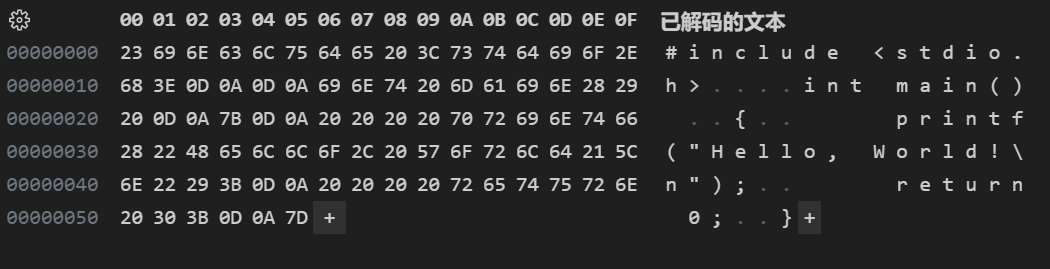 00 01 02 03 04 05 06 07 08 09 0A 0B 0C 0D 0E 0F 已解码的文本
00000000 23 69 6E 63 6C 75 64 65 20 3C 73 74 64 69 6F 2E # i n c l u d e   < s t d i o .
00000010 68 3E 0D 0A 0D 0A 69 6E 74 20 6D 61 69 6E 28 29 h > . . . . i n t   m a i n ( )
00000020 20 0D 0A 7B 0D 0A 20 20 20 20 70 72 69 6E 74 66   . . { . .         p r i n t f
00000030 28 22 48 65 6C 6C 6F 2C 20 57 6F 72 6C 64 21 5C ( " H e l l o ,   W o r l d ! \
00000040 6E 22 29 3B 0D 0A 20 20 20 20 72 65 74 75 72 6E n " ) ; . .         r e t u r n
00000050 20 30 3B 0D 0A 7D +   0 ; . . } +